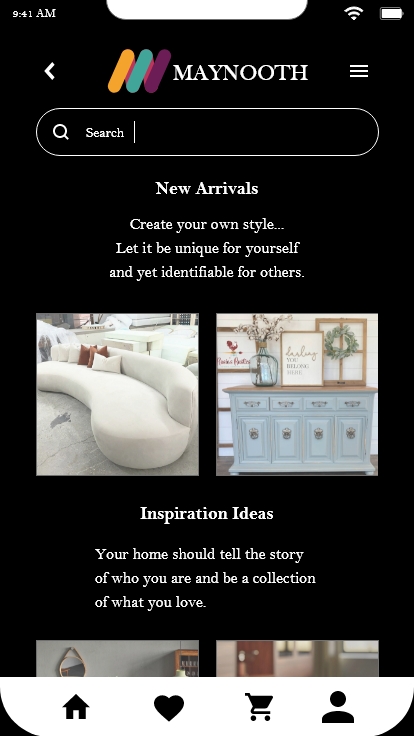 9:41 AM
MAYNOOTH
Search
New Arrivals
Create your own style...
Let it be unique for yourself
and yet identifiable for others.
darling
YOU
BELONG
HERE
Inspiration Ideas
Your home should tell the story
of who you are and be a collection
of what you love.